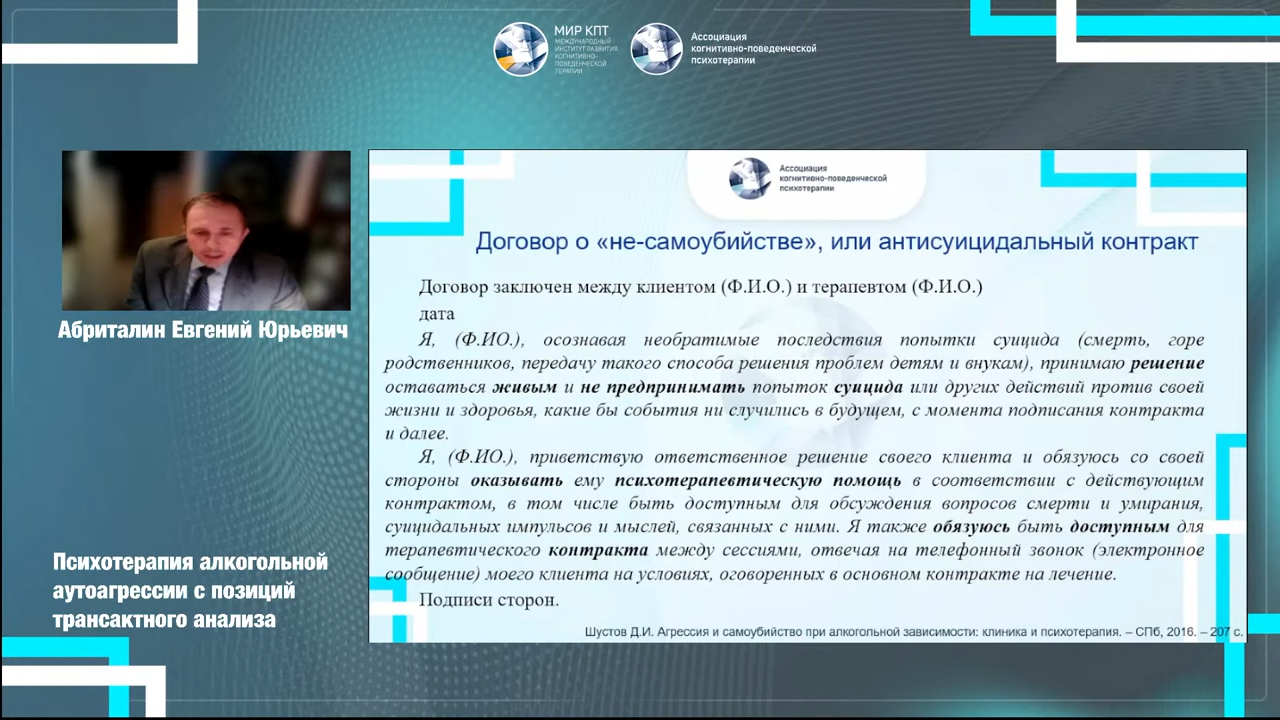 МИР КПТ
МЕЖДУНАРОДНЫЙ
ИНСТИТУТ РАЗВИТИЯ
КОГНИТИВНО-
ПОВЕДЕНЧЕСКОЙ
ТЕРАПИИ
Ассоциация
когнитивно-поведенческой
психотерапии
Абриталин Евгений Юрьевич
Психотерапия алкогольной
аутоагрессии с позиций
трансактного анализа
Ассоциация
когнитивно-поведенческой
психотерапии
Договор о «не-самоубийстве», или антисуицидальный контракт
Договор заключен между клиентом (Ф.И.О.) и терапевтом (Ф.И.О.)
дата
Я, (Ф.ИО.), осознавая необратимые последствия попытки суицида (смерть, горе
родственников, передачу такого способа решения проблем детям и внукам), принимаю решение
оставаться живым и не предпринимать попыток суицида или других действий против своей
жизни и здоровья, какие бы события ни случились в будущем, с момента подписания контракта
и далее.
Я, (Ф.ИО.), приветствую ответственное решение своего клиента и обязуюсь со своей
стороны оказывать ему психотерапевтическую помощь в соответствии с действующим
контрактом, в том числе быть доступным для обсуждения вопросов смерти и умирания,
суицидальных импульсов и мыслей, связанных с ними. Я также обязуюсь быть доступным для
терапевтического контракта между сессиями, отвечая на телефонный звонок (электронное
сообщение) моего клиента на условиях, оговоренных в основном контракте на лечение.
Подписи сторон.
Шустов Д.И. Агрессия и самоубийство при алкогольной зависимости: клиника и психотерапия. – СПб, 2016. – 207 с.